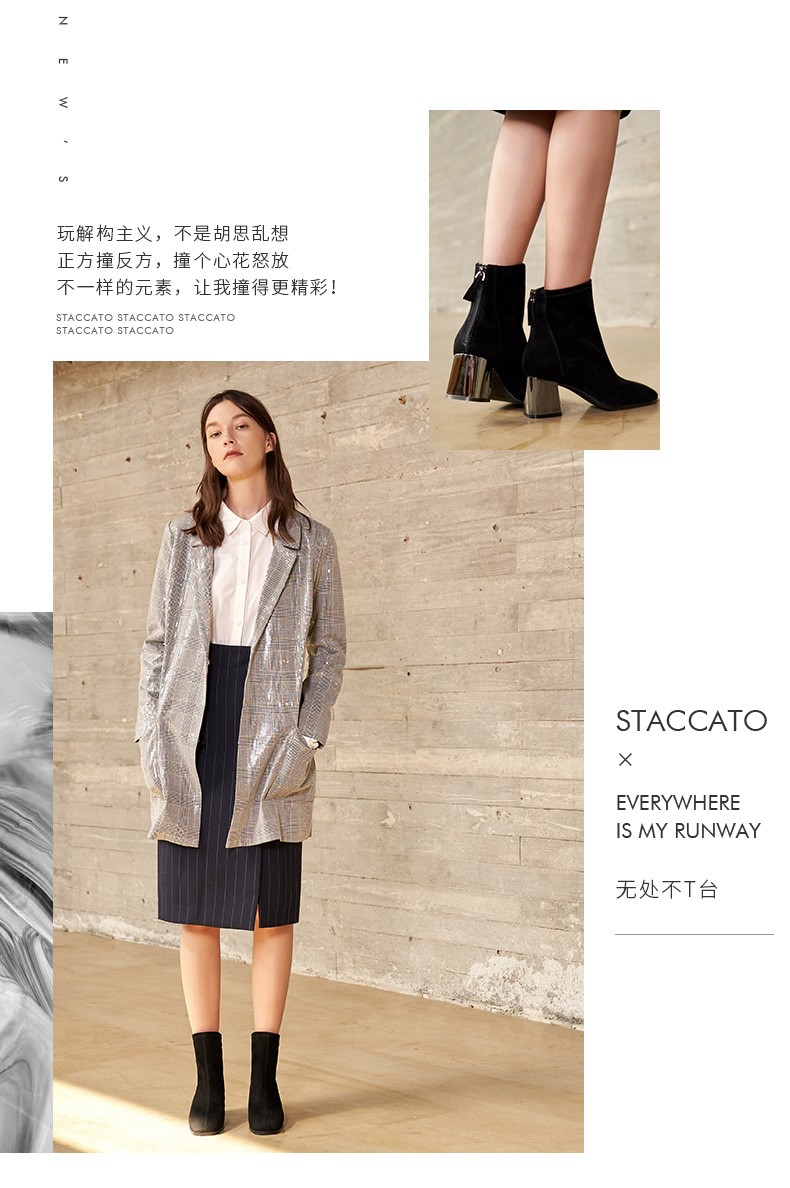 NEW'S
玩解构主义，不是胡思乱想
正方撞反方，撞个心花怒放
不一样的元素，让我撞得更精彩！
STACCATO STACCATO STACCATO
STACCATO STACCATO
STACCATO
×
EVERYWHERE
IS MY RUNWAY
无处不T台